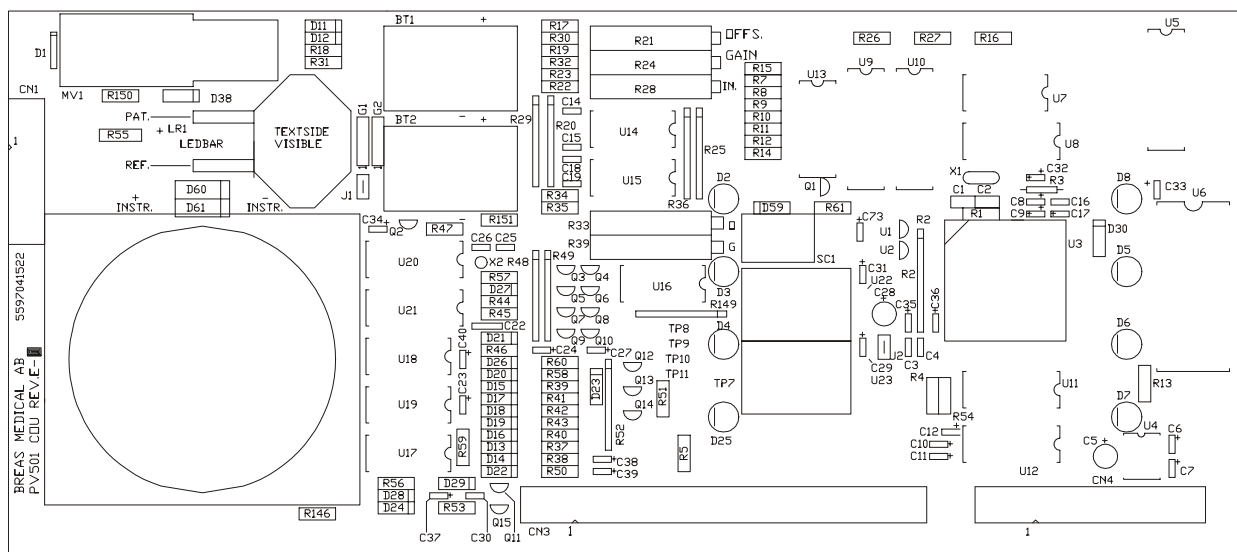 D11
D12
R18
R31
BT1 +
R17
R30
R19
R32
R23
R22
R21
R24
R28
OFFS.
GAIN
IN.
R26
R27
R16
U5
D1
CN1
MV1
R150
D38
PAT.
+ LR1
LEDBAR
R55
REF.
TEXTSIDE
VISIBLE
G1
G2
1
1
BT2 - +
R29
R20
C14
C15
C18
C19
U14
U15
R25
R15
R7
R8
R9
R10
R11
R12
R14
U13
U9
U10
U7
U8
1
D60
D61
+
INSTR.
-
INSTR.
J1
R34
R35
R36
D2
Q1
D59
R61
X1
C32
R3
C1
C2
R1
C8
C9
C16
C17
D8
C33
U6
C34
Q2
R47
-
R151
C26
C25
X2
R48
R49
R33
R39
D
G
D3
SC1
C73
U1
U2
R2
R2
U3
D30
D5
U20
U21
R57
D27
R44
R45
C22
Q3
Q4
Q5
Q6
Q7
Q8
Q9
Q10
U16
R149
C31
U22
C28
C35
C36
5597041522
BREAS MEDICAL AB
PV501 CDU REV.E-
U18
U19
U17
C40
C23
R59
D21
R46
D26
D20
D15
D17
D18
D19
D16
D13
D14
D22
C24
C27
R60
R58
R39
R41
R42
R43
R40
R37
R38
R50
D23
R52
Q12
Q13
Q14
R51
R5
TP8
TP9
TP10
TP11
TP7
D4
D25
C29
U23
U2
C3
C4
R4
R54
C12
C10
C11
U11
U12
D6
R13
D7
U4
C5
C6
C7
CN4
R56
D28
D24
D29
R53
C38
C39
R146
C37
C30
Q11
Q15
CN3
1
1